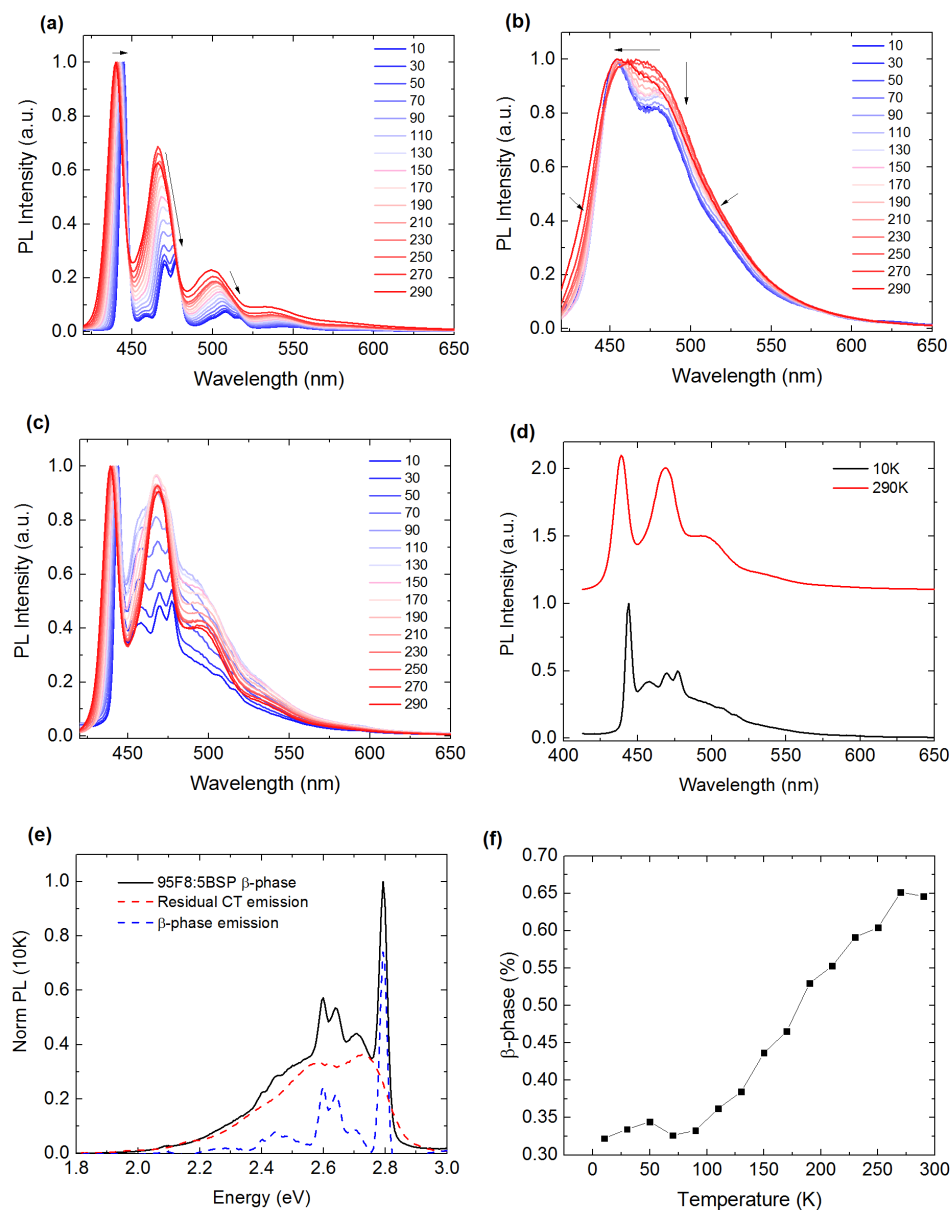 (a)
PL Intensity (a.u.)
1.0
0.8
0.6
0.4
0.2
0.0
450 500 550 600 650
Wavelength (nm)
10
30
50
70
90
110
130
150
170
190
210
230
250
270
290
(b)
PL Intensity (a.u.)
1.0
0.8
0.6
0.4
0.2
0.0
450 500 550 600 650
Wavelength (nm)
10
30
50
70
90
110
130
150
170
190
210
230
250
270
290
(c)
PL Intensity (a.u.)
1.0
0.8
0.6
0.4
0.2
0.0
450 500 550 600 650
Wavelength (nm)
10
30
50
70
90
110
130
150
170
190
210
230
250
270
290
(d)
PL Intensity (a.u.)
2.0
1.5
1.0
0.5
0.0
400 450 500 550 600 650
Wavelength (nm)
10K
290K
(e)
Norm PL (10K)
1.0
0.8
0.6
0.4
0.2
0.0
1.8 2.0 2.2 2.4 2.6 2.8 3.0
Energy (eV)
95F8:5BSP β-phase
Residual CT emission
β-phase emission
(f)
β-phase (%)
0.70
0.65
0.60
0.55
0.50
0.45
0.40
0.35
0.30
0 50 100 150 200 250 300
Temperature (K)